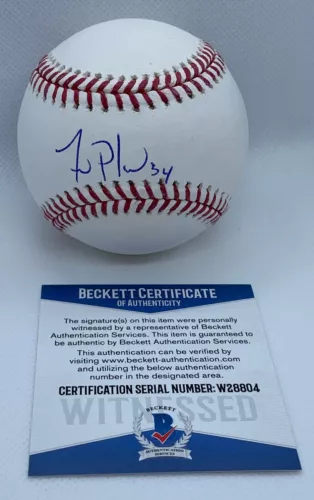 34
BECKETT CERTIFICATE
OF AUTHENTICITY
The signature(s) on this item were personally
witnessed by a representative of Beckett
Authentication Services. This item is guaranteed to
be authentic by Beckett Authentication Services.
This authentication can be verified by
visiting www.beckett-authentication.com
and utilizing the below authentication
number in the designated area.
CERTIFICATION SERIAL NUMBER: W28804
WITNESSED
BECKETT
B
AUTHENTICATION
SERVICES